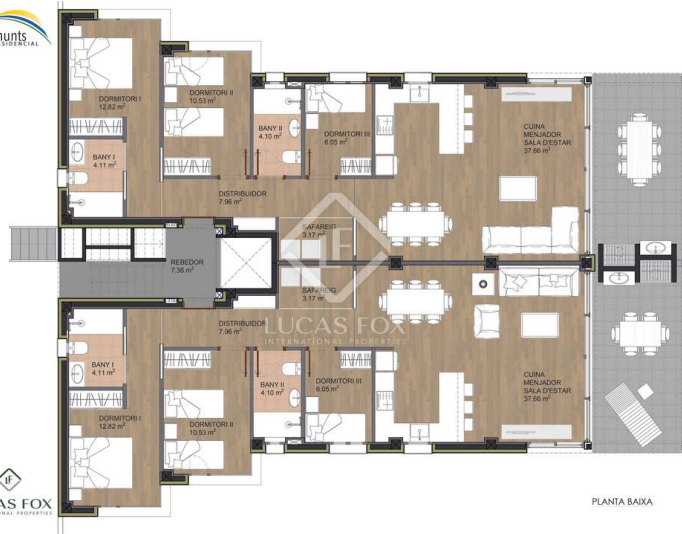 munts
RESIDENCIAL
DORMITORI I
12.82 m²
DORMITORI II
10.53 m²
BANY II
4.10 m²
DORMITORI III
6.05 m²
CUINA
MENJADOR
SALA D'ESTAR
37.66 m²
BANY I
4.11 m²
DISTRIBUIDOR
7.96 m²
SAFAREIG
3.17 m²
REBEDOR
7.36 m²
SAFAREIG
3.17 m²
DISTRIBUIDOR
7.96 m²
LUCAS FOX
INTERNATIONAL PROPERTIES
BANY I
4.11 m²
BANY II
4.10 m²
DORMITORI III
6.05 m²
CUINA
MENJADOR
SALA D'ESTAR
37.66 m²
DORMITORI I
12.82 m²
DORMITORI II
10.53 m²
CAS FOX
ONAL PROPERTIES
PLANTA BAIXA